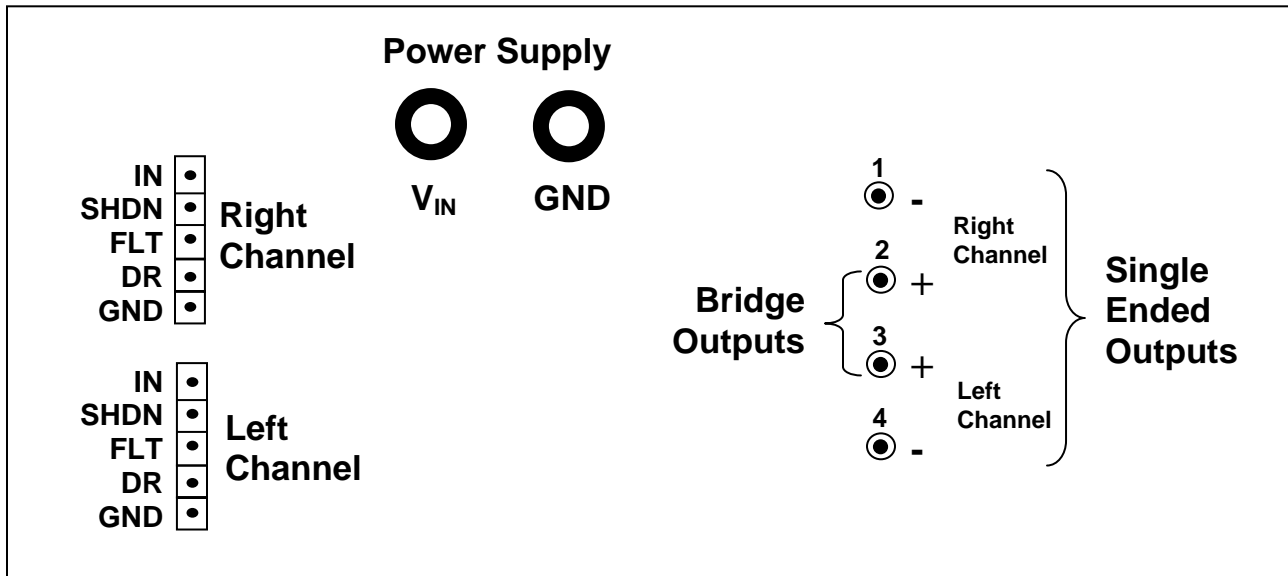 Power Supply
V_IN
GND
IN
SHDN
FLT
DR
GND
Right
Channel
IN
SHDN
FLT
DR
GND
Left
Channel
Bridge
Outputs
1
-
2
+
3
+
4
-
Right
Channel
Left
Channel
Single
Ended
Outputs